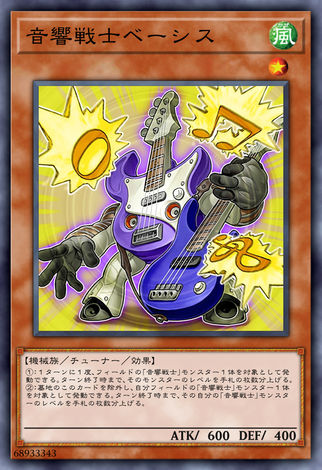 音響戦士ベーシス
風
【機械族／チューナー／効果】
①：１ターンに１度、フィールドの「音響戦士」モンスター１体を対象として発
動できる。ターン終了時まで、そのモンスターのレベルを手札の枚数分上げる。
②：墓地のこのカードを除外し、自分フィールドの「音響戦士」モンスター１体
を対象として発動できる。ターン終了時まで、その自分の「音響戦士」モンスタ
ーのレベルを手札の枚数分上げる。
ATK/ 600 DEF/ 400
68933343